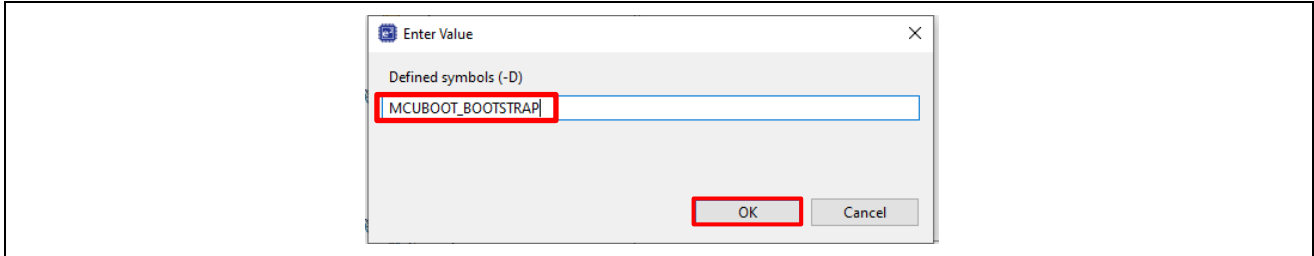 Enter Value
Defined symbols (-D)
MCUBOOT_BOOTSTRAP
OK Cancel